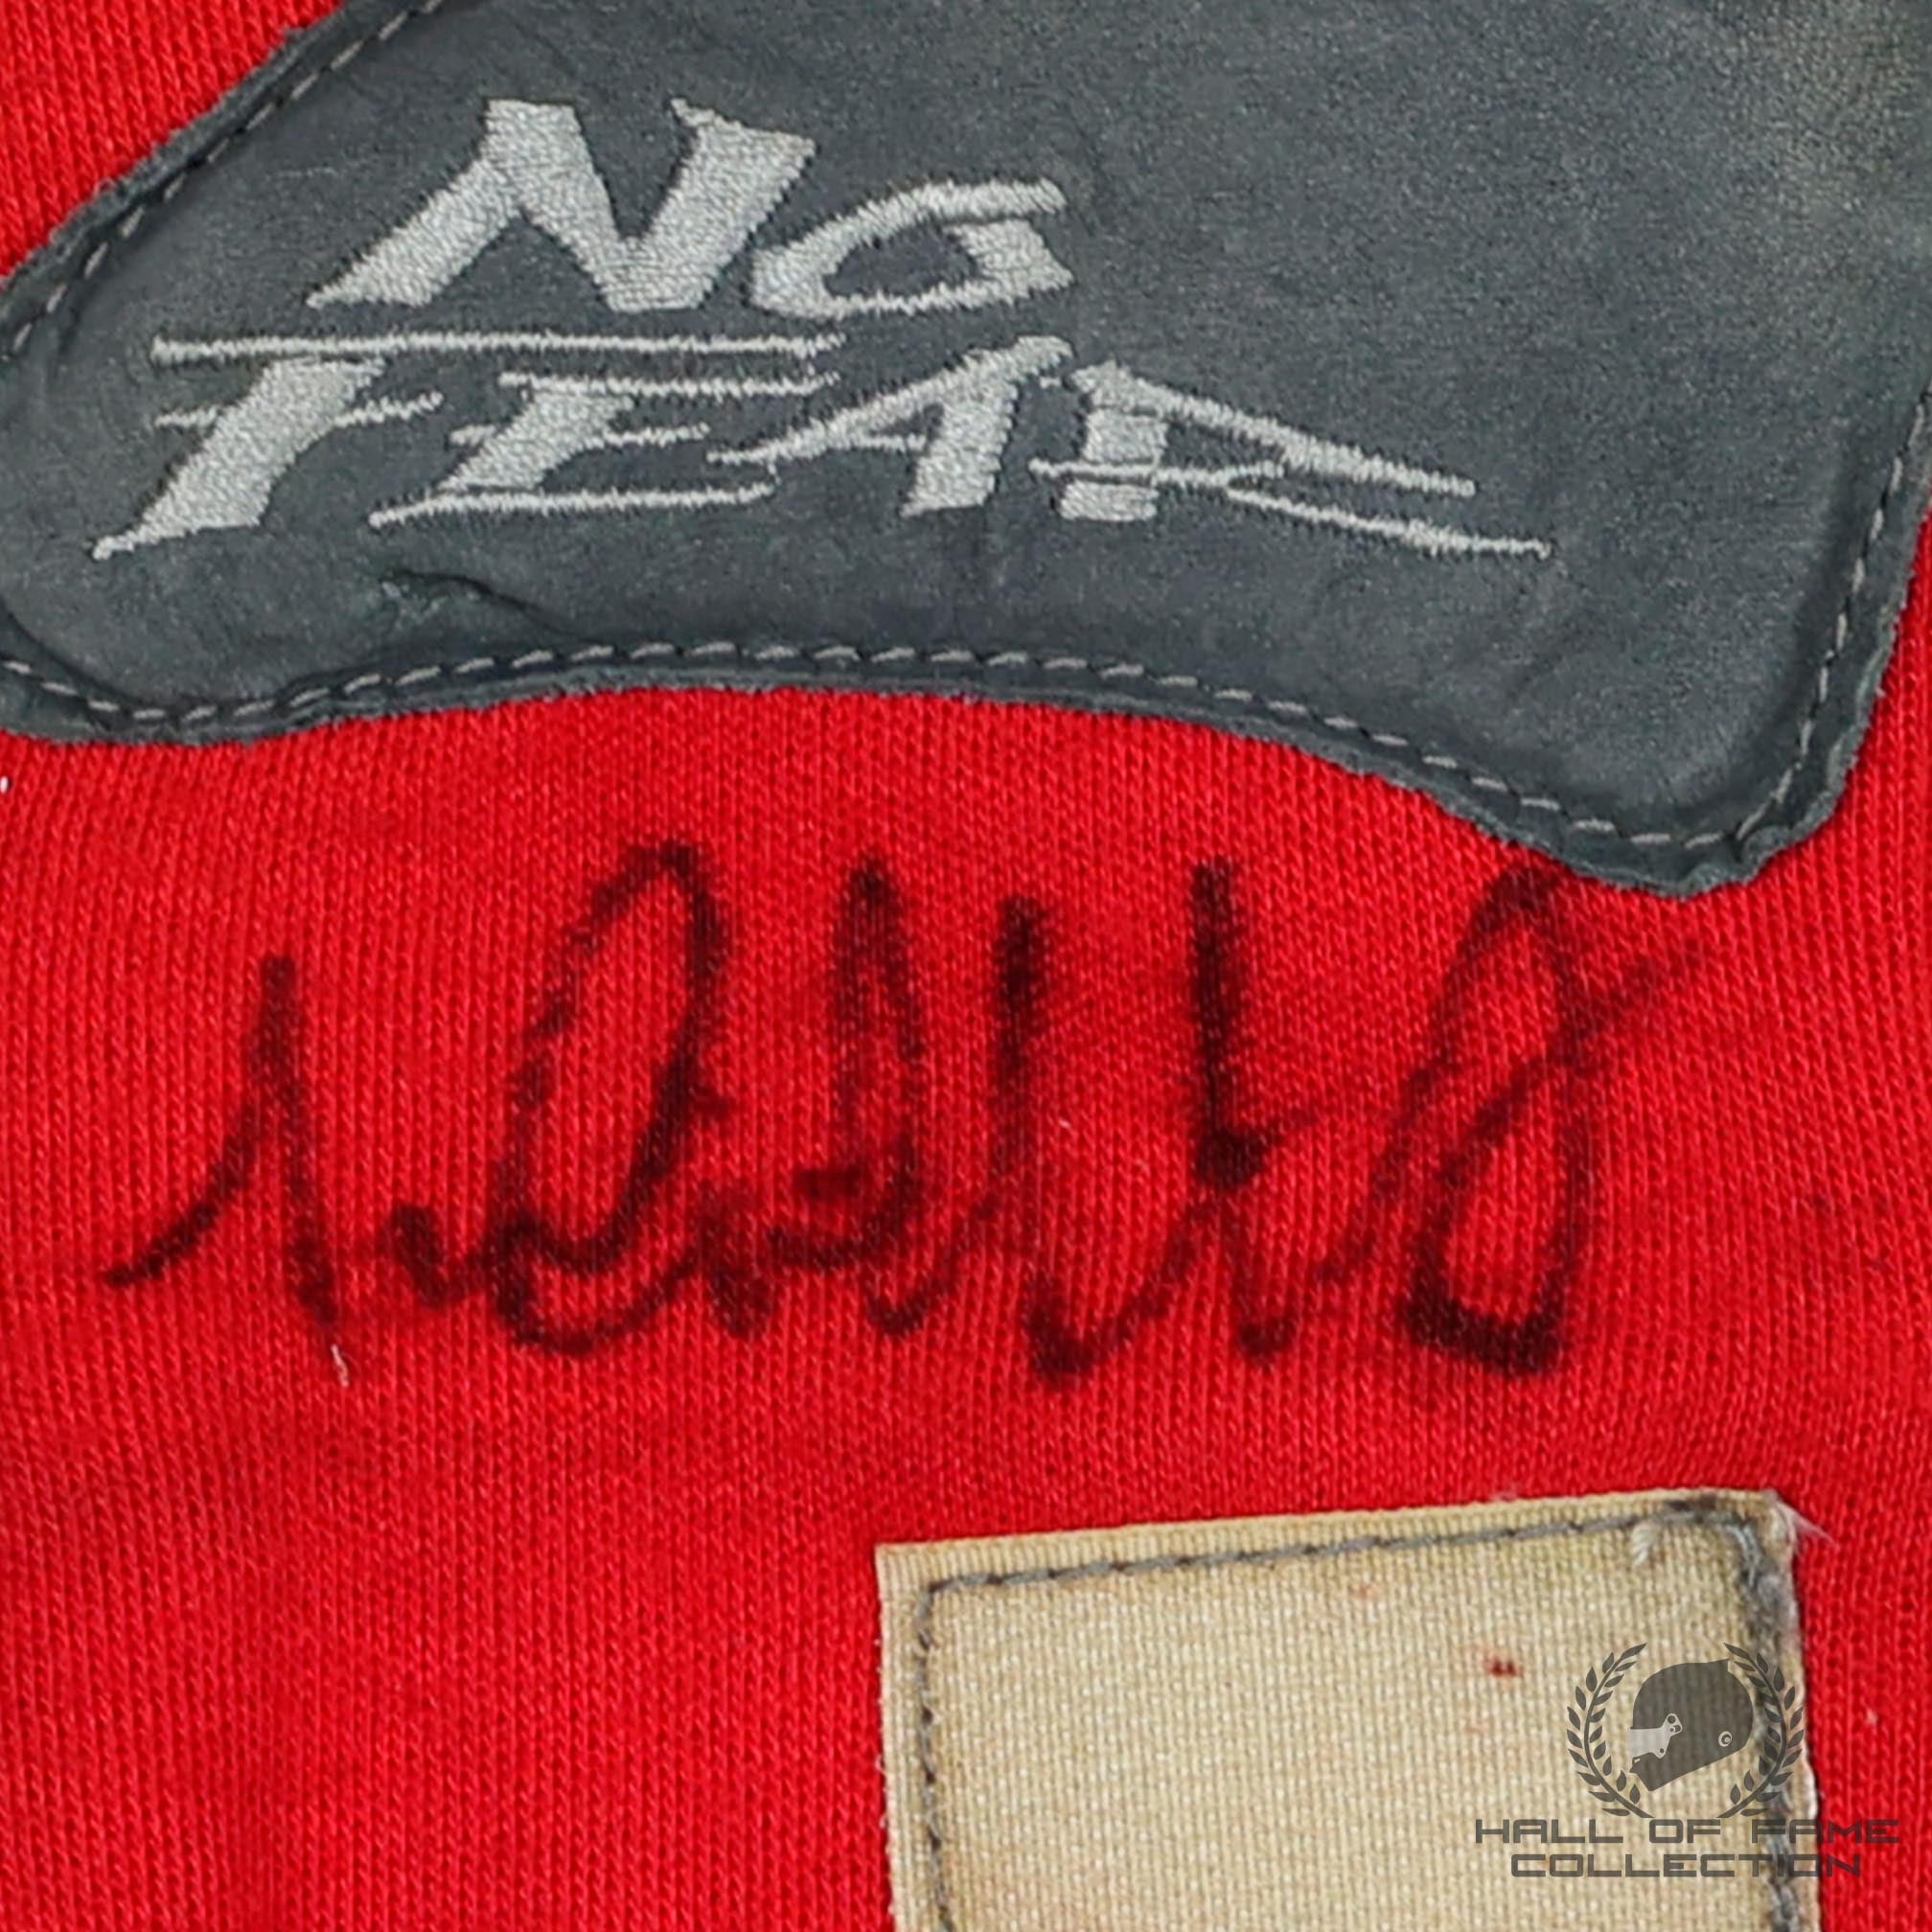 No
FEAR
HALL OF FAME
COLLECTION